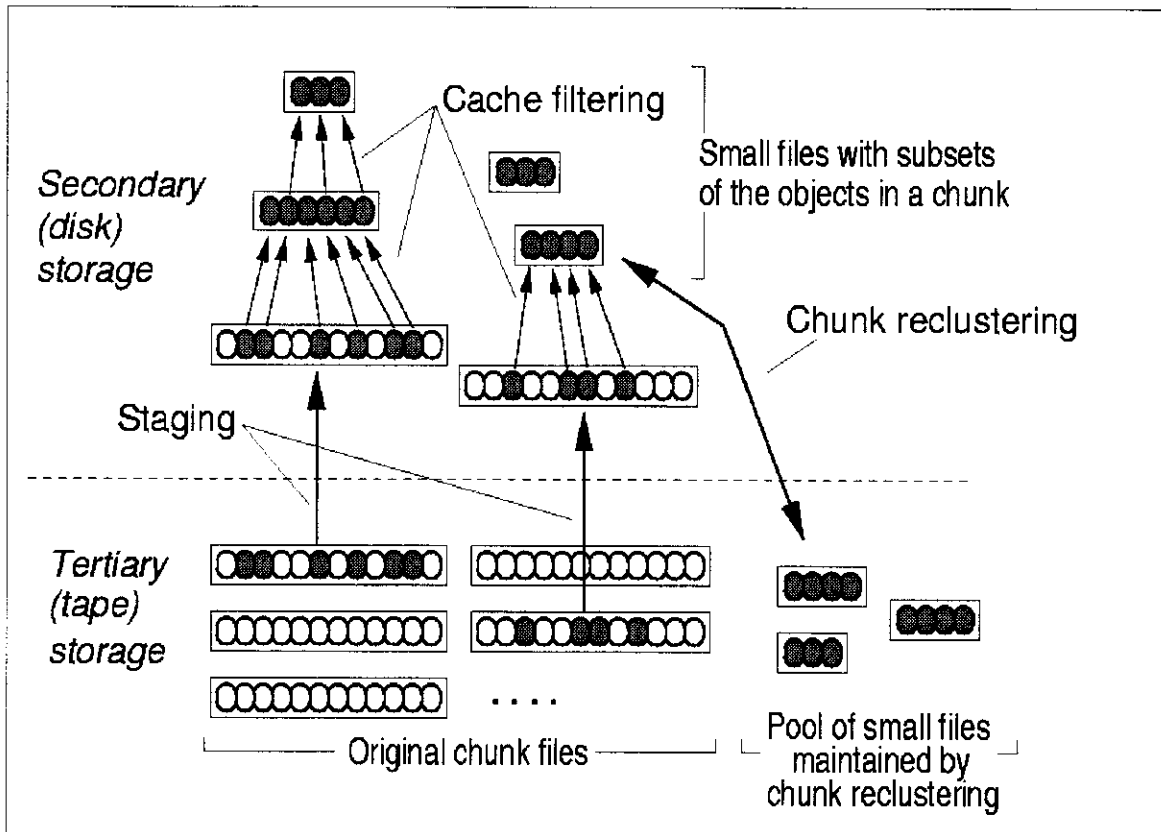 Cache filtering
Small files with subsets
of the objects in a chunk
Secondary
(disk)
storage
Chunk reclustering
Staging
Tertiary
(tape)
storage
. . . .
Original chunk files
Pool of small files
maintained by
chunk reclustering